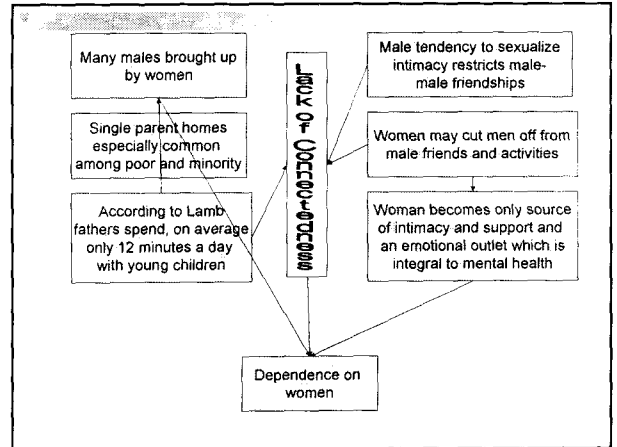 Many males brought up
by women
Single parent homes
especially common
among poor and minority
According to Lamb
fathers spend, on average
only 12 minutes a day
with young children
Lack of Connectedness
Male tendency to sexualize
intimacy restricts male-
male friendships
Women may cut men off from
male friends and activities
Woman becomes only source
of intimacy and support and
an emotional outlet which is
integral to mental health
Dependence on
women